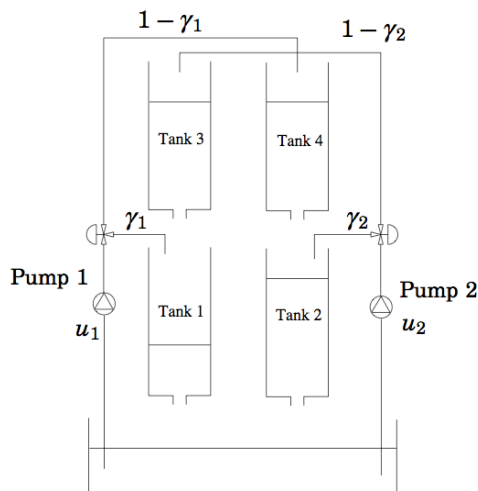 1 − γ₁
1 − γ₂
Tank 3
Tank 4
γ₁
γ₂
Pump 1
Tank 1
Tank 2
Pump 2
u₁
u₂